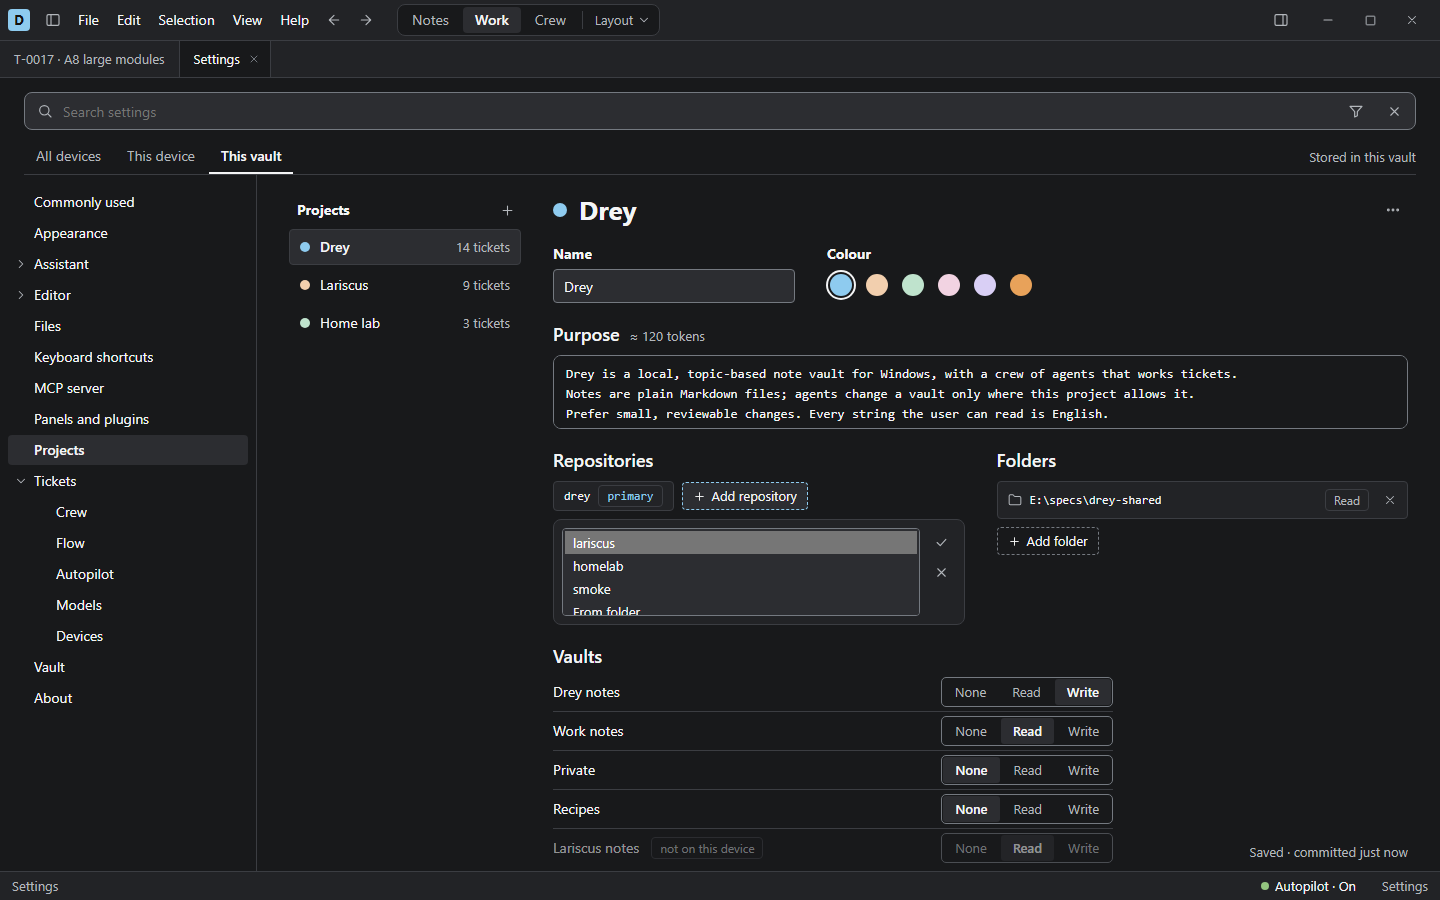 D File Edit Selection View Help Notes Work Crew Layout
T-0017 · A8 large modules Settings
Search settings
All devices This device This vault Stored in this vault
Commonly used
Appearance
Assistant
Editor
Files
Keyboard shortcuts
MCP server
Panels and plugins
Projects
Tickets
Crew
Flow
Autopilot
Models
Devices
Vault
About
Projects
Drey 14 tickets
Lariscus 9 tickets
Home lab 3 tickets
Drey
Name Colour
Drey
Purpose ≈ 120 tokens
Drey is a local, topic-based note vault for Windows, with a crew of agents that works tickets.
Notes are plain Markdown files; agents change a vault only where this project allows it.
Prefer small, reviewable changes. Every string the user can read is English.
Repositories
drey primary Add repository
lariscus
homelab
smoke
From folder
Folders
E:\specs\drey-shared Read
Add folder
Vaults
Drey notes None Read Write
Work notes None Read Write
Private None Read Write
Recipes None Read Write
Lariscus notes not on this device None Read Write
Saved · committed just now
Settings Autopilot · On Settings